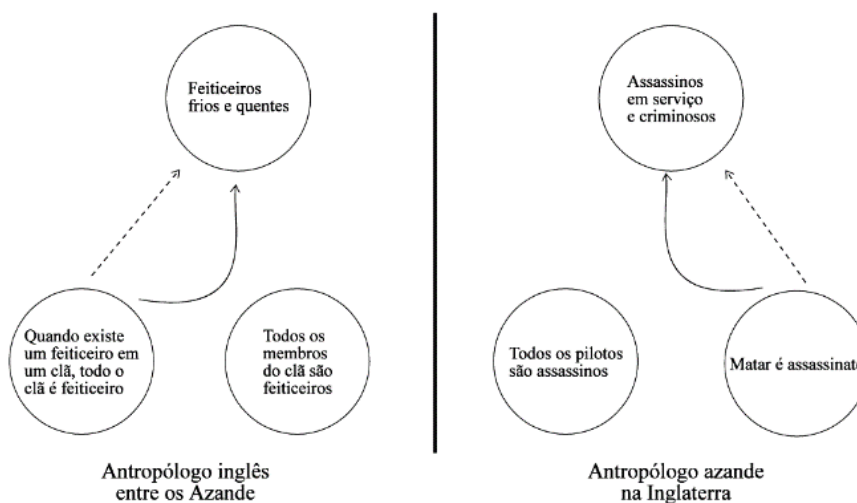 Feiticeiros
frios e quentes
Quando existe
um feiticeiro em
um clã, todo o
clã é feiticeiro
Todos os
membros
do clã são
feiticeiros
Antropólogo inglês
entre os Azande
Assassinos
em serviço
e criminosos
Todos os pilotos
são assassinos
Matar é assassinato
Antropólogo azande
na Inglaterra